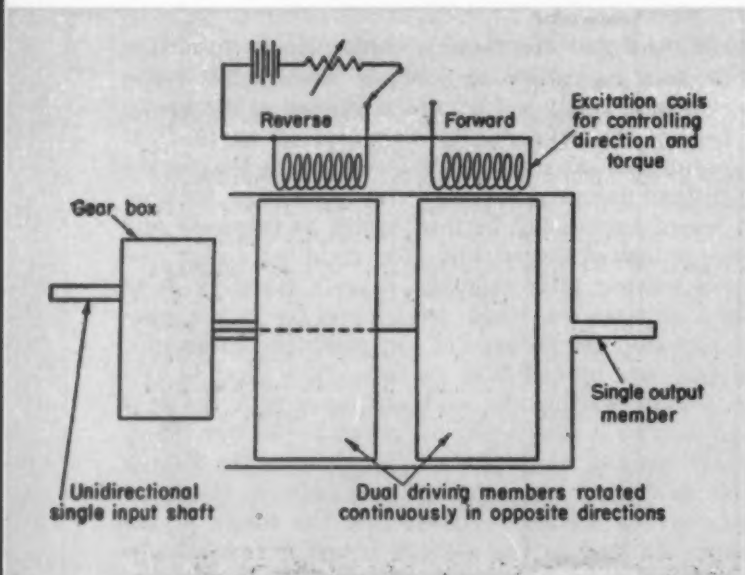 Reverse
Forward
Excitation coils
for controlling
direction and
torque
Gear box
Single output
member
Unidirectional
single input shaft
Dual driving members rotated
continuously in opposite directions